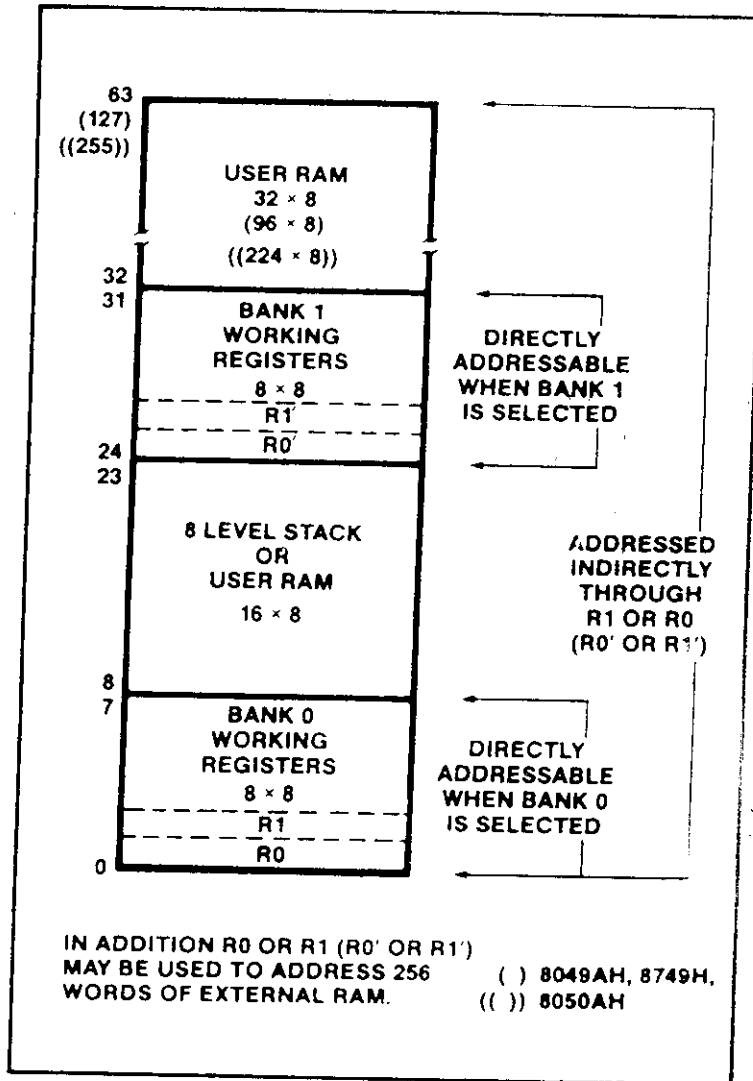 63
(127)
((255))
USER RAM
32 × 8
(96 × 8)
((224 × 8))
32
31
BANK 1
WORKING
REGISTERS
8 × 8
R1'
R0'
DIRECTLY
ADDRESSABLE
WHEN BANK 1
IS SELECTED
24
23
8 LEVEL STACK
OR
USER RAM
16 × 8
ADDRESSED
INDIRECTLY
THROUGH
R1 OR R0
(R0' OR R1')
8
7
BANK 0
WORKING
REGISTERS
8 × 8
R1
R0
DIRECTLY
ADDRESSABLE
WHEN BANK 0
IS SELECTED
0
IN ADDITION R0 OR R1 (R0' OR R1')
MAY BE USED TO ADDRESS 256
WORDS OF EXTERNAL RAM.
( ) 8049AH, 8749H,
(( )) 8050AH